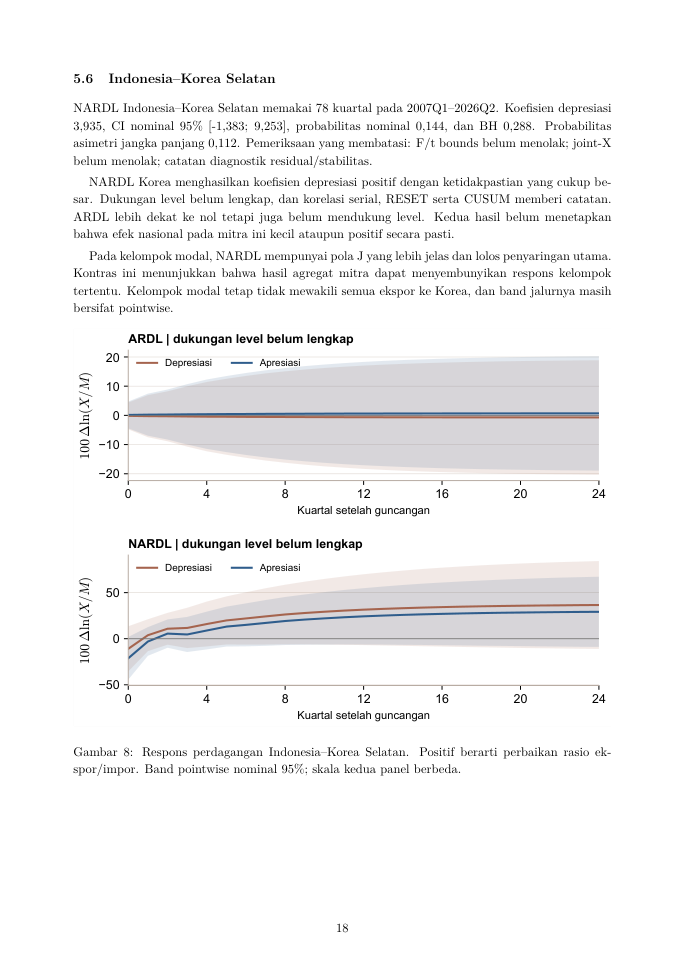 5.6 Indonesia–Korea Selatan
NARDL Indonesia–Korea Selatan memakai 78 kuartal pada 2007Q1–2026Q2. Koefisien depresiasi
3,935, CI nominal 95% [-1,383; 9,253], probabilitas nominal 0,144, dan BH 0,288. Probabilitas
asimetri jangka panjang 0,112. Pemeriksaan yang membatasi: F/t bounds belum menolak; joint-X
belum menolak; catatan diagnostik residual/stabilitas.
NARDL Korea menghasilkan koefisien depresiasi positif dengan ketidakpastian yang cukup be-
sar. Dukungan level belum lengkap, dan korelasi serial, RESET serta CUSUM memberi catatan.
ARDL lebih dekat ke nol tetapi juga belum mendukung level. Kedua hasil belum menetapkan
bahwa efek nasional pada mitra ini kecil ataupun positif secara pasti.
Pada kelompok modal, NARDL mempunyai pola J yang lebih jelas dan lolos penyaringan utama.
Kontras ini menunjukkan bahwa hasil agregat mitra dapat menyembunyikan respons kelompok
tertentu. Kelompok modal tetap tidak mewakili semua ekspor ke Korea, dan band jalurnya masih
bersifat pointwise.
ARDL | dukungan level belum lengkap
Depresiasi Apresiasi
20
10
0
−10
−20
100 Δln(X/M)
0 4 8 12 16 20 24
Kuartal setelah guncangan
NARDL | dukungan level belum lengkap
Depresiasi Apresiasi
50
0
−50
100 Δln(X/M)
0 4 8 12 16 20 24
Kuartal setelah guncangan
Gambar 8: Respons perdagangan Indonesia–Korea Selatan. Positif berarti perbaikan rasio ek-
spor/impor. Band pointwise nominal 95%; skala kedua panel berbeda.
18